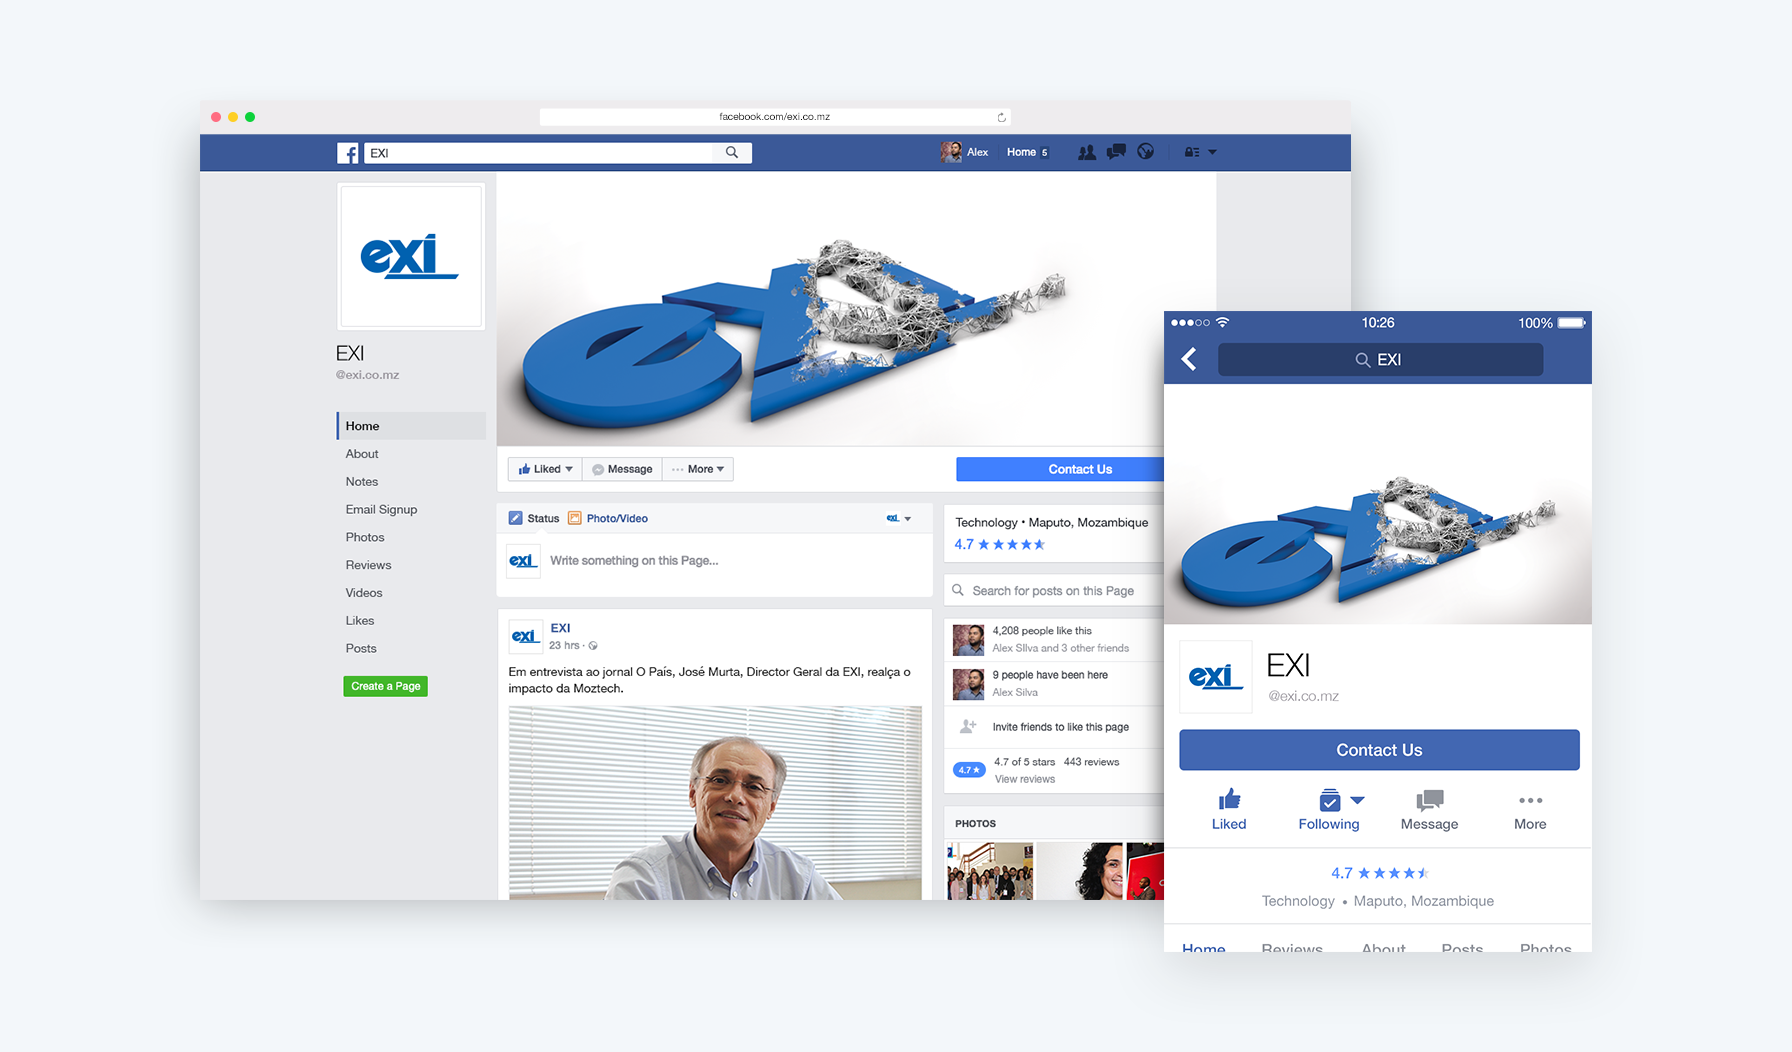 facebook.com/exi.co.mz
EXI
Alex
Home 5
exi
EXI
@exi.co.mz
Home
About
Notes
Email Signup
Photos
Reviews
Videos
Likes
Posts
Create a Page
exi
Liked
Message
More
Contact Us
Status
Photo/Video
exi
exi
Write something on this Page...
exi
EXI
23 hrs
Em entrevista ao jornal O País, José Murta, Director Geral da EXI, realça o
impacto da Moztech.
Technology • Maputo, Mozambique
4.7
Search for posts on this Page
4,208 people like this
Alex SIlva and 3 other friends
9 people have been here
Alex Silva
Invite friends to like this page
4.7
4.7 of 5 stars 443 reviews
View reviews
PHOTOS
10:26
100%
EXI
exi
exi
EXI
@exi.co.mz
Contact Us
Liked
Following
Message
More
4.7
Technology • Maputo, Mozambique
Home
Reviews
About
Posts
Photos